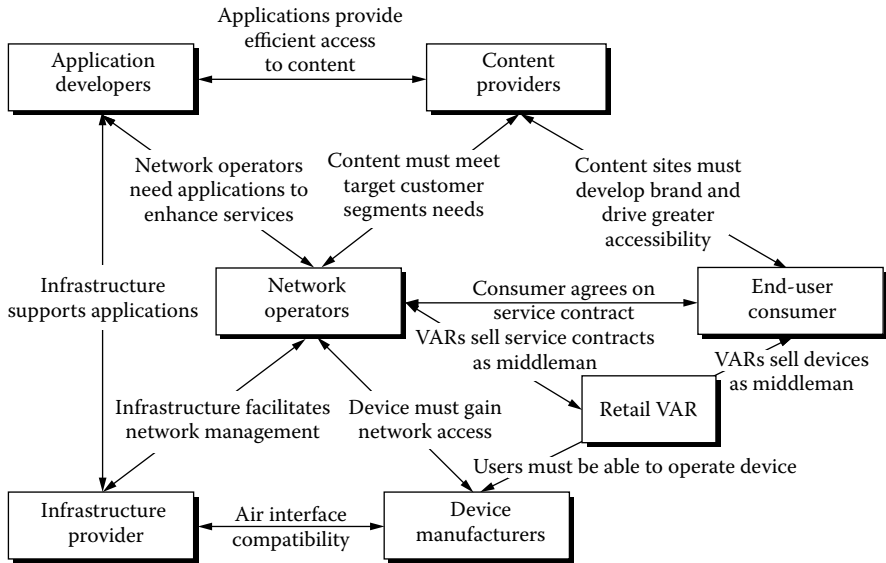 Applications provide
efficient access
to content
Application
developers
Content
providers
Network operators
need applications to
enhance services
Content must meet
target customer
segments needs
Content sites must
develop brand and
drive greater
accessibility
Infrastructure
supports applications
Network
operators
Consumer agrees on
service contract
End-user
consumer
VARs sell service contracts
as middleman
VARs sell devices
as middleman
Retail VAR
Infrastructure facilitates
network management
Device must gain
network access
Users must be able to operate device
Infrastructure
provider
Air interface
compatibility
Device
manufacturers